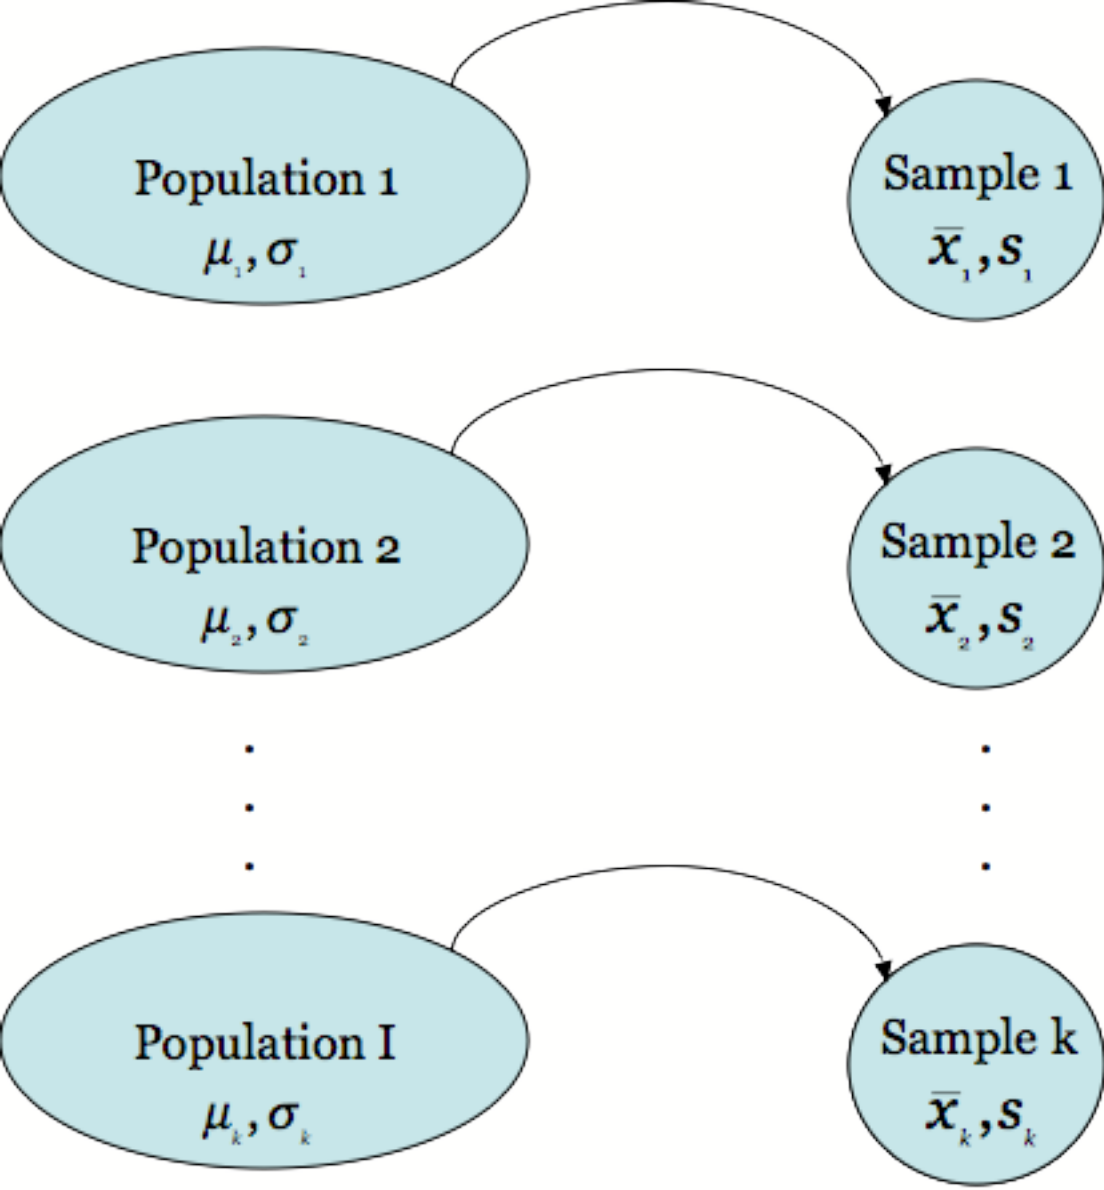 Population 1
μ₁, σ₁
Sample 1
x̄₁, s₁
Population 2
μ₂, σ₂
Sample 2
x̄₂, s₂
.
.
.
.
.
.
Population I
μₖ, σₖ
Sample k
x̄ₖ, sₖ